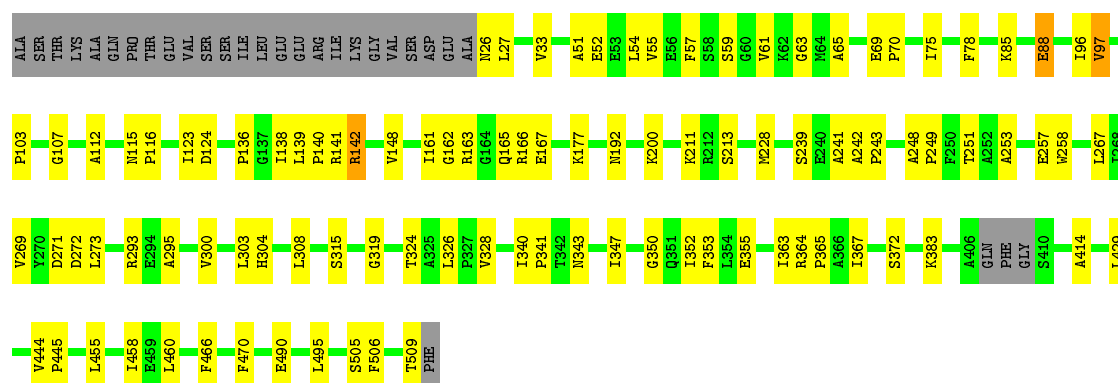 ALA SER THR LYS ALA GLN PRO THR GLU VAL SER SER ILE LEU GLU GLU ARG ILE LYS GLY VAL SER ASP GLU ALA N26 L27 V33 A51 E52 E53 L54 V55 E56 F57 S58 S59 G60 V61 K62 G63 M64 A65 E69 P70 I75 F78 K85 E88 I96 V97
P103 G107 A112 N115 P116 I123 D124 P136 G137 I138 L139 P140 R141 R142 V148 I161 G162 R163 G164 Q165 R166 E167 K177 N192 K200 K211 R212 S213 M228 S239 E240 A241 A242 P243 A248 P249 F250 T251 A252 A253 E257 W258 L267 I268
V269 Y270 D271 D272 L273 R293 E294 A295 V300 L303 H304 L308 S315 G319 T324 A325 L326 P327 V328 I340 P341 T342 N343 I347 G350 Q351 I352 F353 L354 E355 I363 R364 P365 A366 I367 S372 K383 A406 GLN PHE GLY S410 A414
V444 P445 L455 I458 E459 L460 F466 F470 E490 L495 S505 F506 T509 PHE